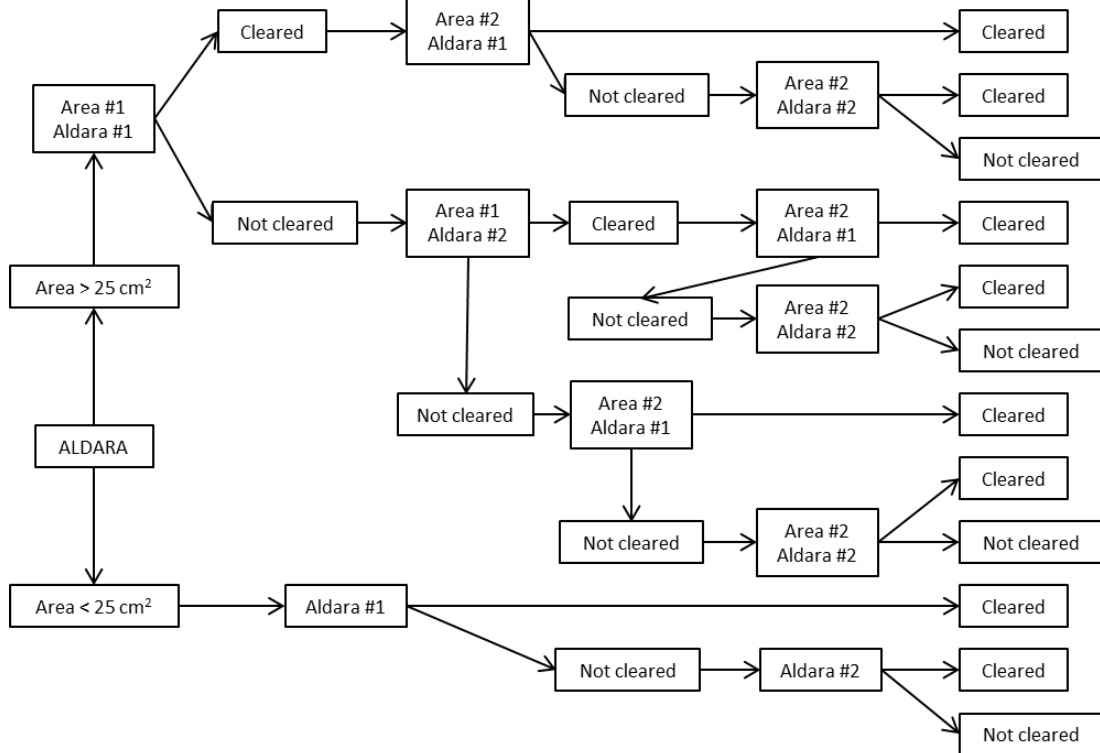 Cleared
Area #2
Aldara #1
Cleared
Not cleared
Area #2
Aldara #2
Cleared
Not cleared
Area #1
Aldara #1
Not cleared
Area #1
Aldara #2
Cleared
Area #2
Aldara #1
Cleared
Area > 25 cm²
Not cleared
Area #2
Aldara #2
Cleared
Not cleared
Not cleared
Area #2
Aldara #1
Cleared
ALDARA
Not cleared
Area #2
Aldara #2
Cleared
Not cleared
Area < 25 cm²
Aldara #1
Cleared
Not cleared
Aldara #2
Cleared
Not cleared